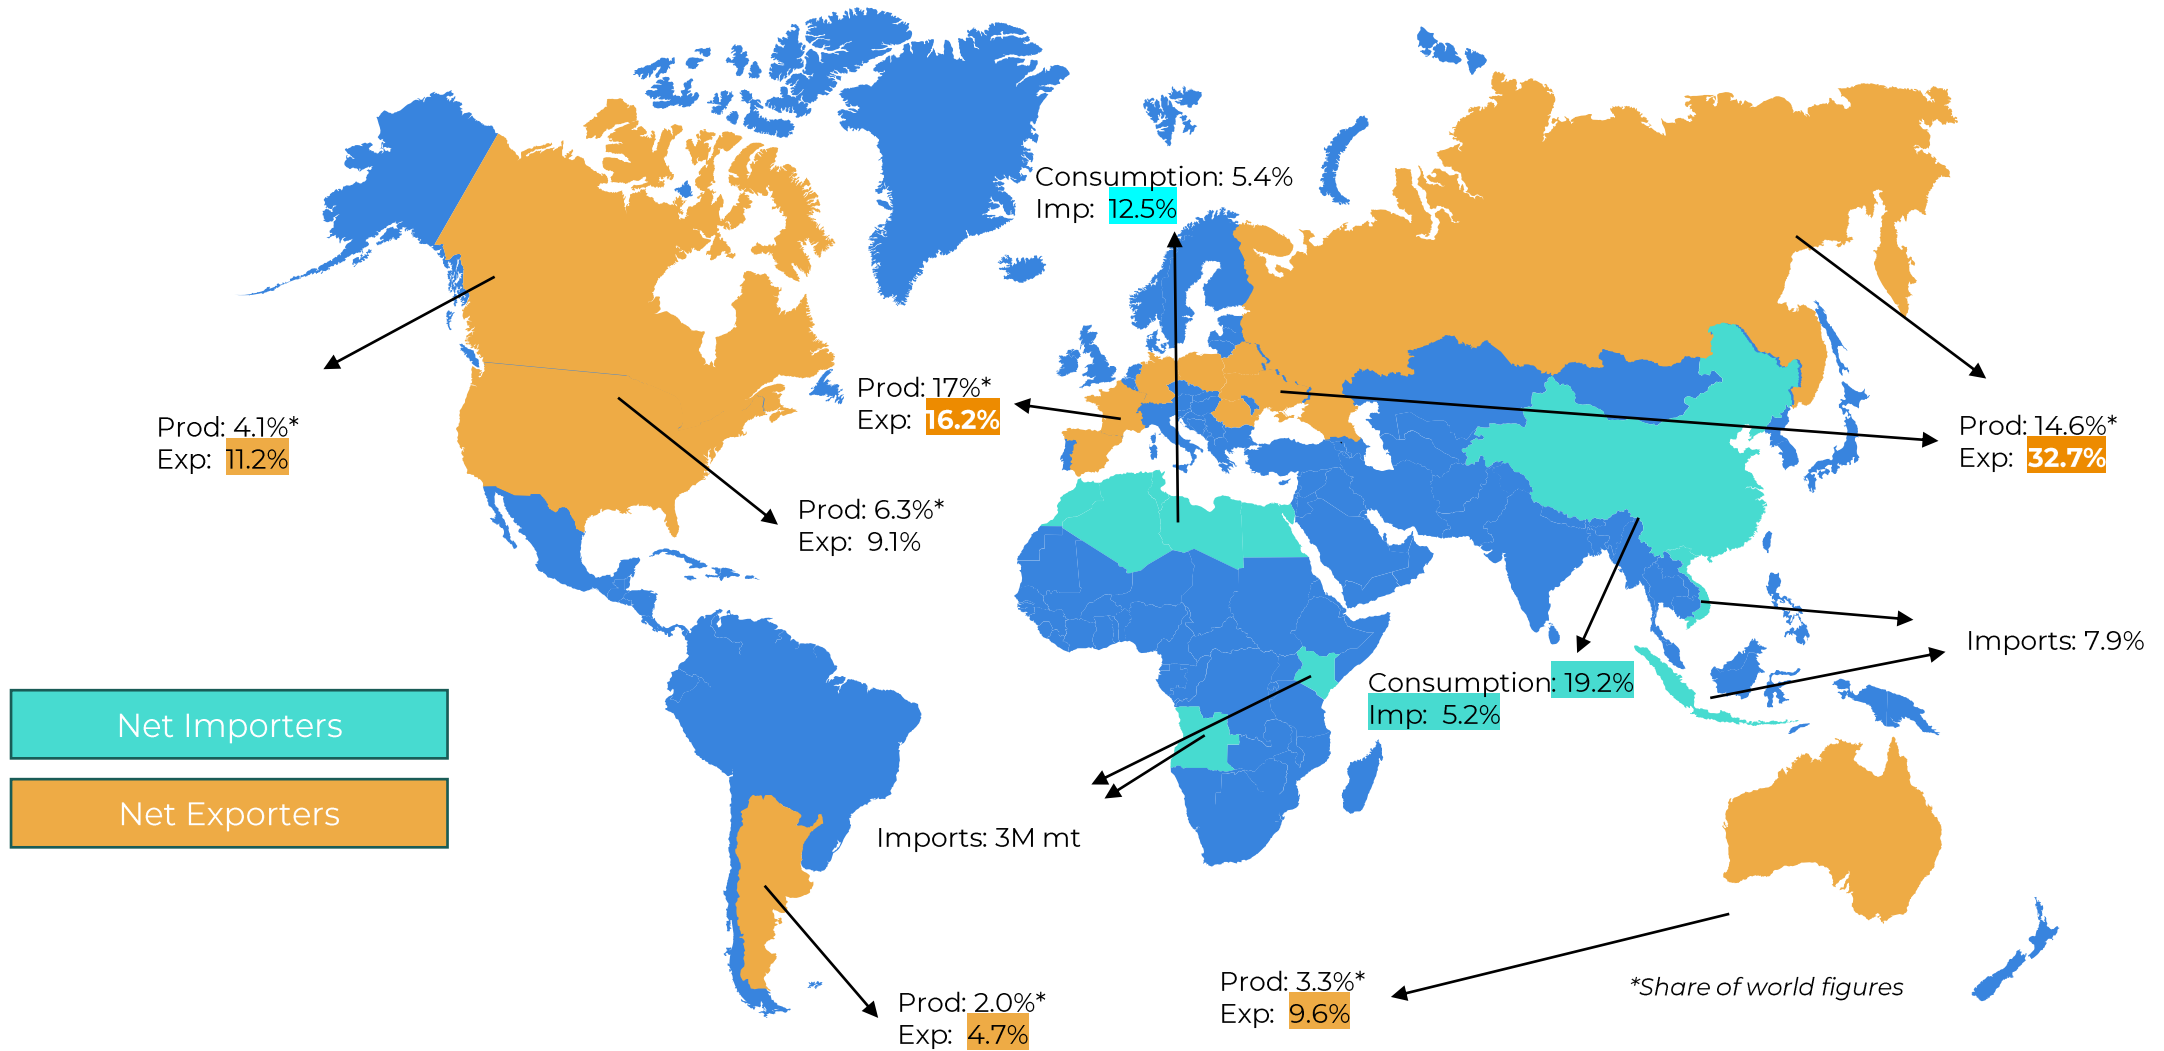 Consumption: 5.4%
Imp: 12.5%
Prod: 17%*
Exp: 16.2%
Prod: 4.1%*
Exp: 11.2%
Prod: 14.6%*
Exp: 32.7%
Prod: 6.3%*
Exp: 9.1%
Imports: 7.9%
Consumption: 19.2%
Imp: 5.2%
Net Importers
Net Exporters
Imports: 3M mt
Prod: 2.0%*
Exp: 4.7%
Prod: 3.3%*
Exp: 9.6%
*Share of world figures